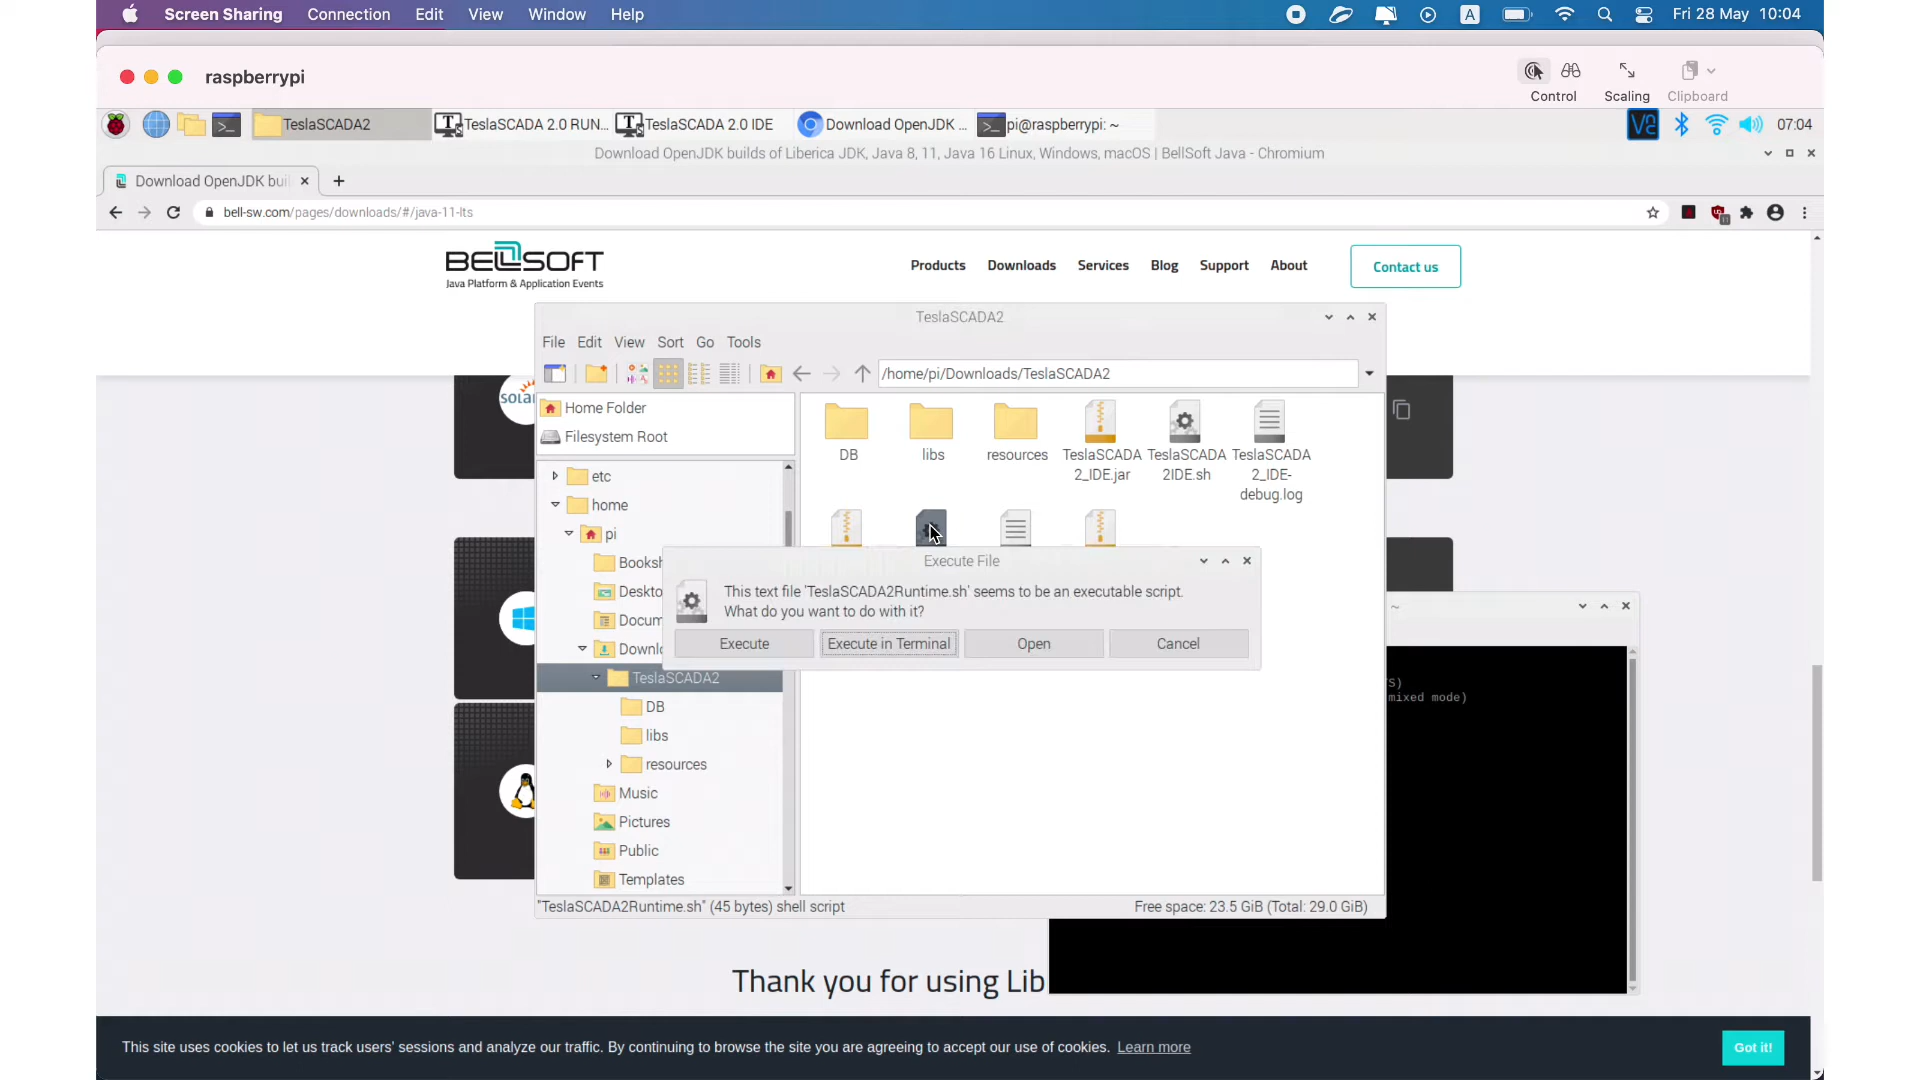 Screen Sharing Connection Edit View Window Help
A Fri 28 May 10:04
raspberrypi
Control Scaling Clipboard
TeslaSCADA2 TeslaSCADA 2.0 RUN... TeslaSCADA 2.0 IDE Download OpenJDK ... pi@raspberrypi: ~ 07:04
Download OpenJDK builds of Liberica JDK, Java 8, 11, Java 16 Linux, Windows, macOS | BellSoft Java - Chromium
Download OpenJDK buil
bell-sw.com/pages/downloads/#/java-11-lts
BELLSOFT
Java Platform & Application Events
Products Downloads Services Blog Support About Contact us
TeslaSCADA2
File Edit View Sort Go Tools
/home/pi/Downloads/TeslaSCADA2
Home Folder
Filesystem Root
etc
home
pi
Booksh
Deskto
Docum
Downlo
TeslaSCADA2
DB
libs
resources
Music
Pictures
Public
Templates
DB
libs
resources
TeslaSCADA
2_IDE.jar
TeslaSCADA
2IDE.sh
TeslaSCADA
2_IDE-
debug.log
Execute File
This text file 'TeslaSCADA2Runtime.sh' seems to be an executable script.
What do you want to do with it?
Execute Execute in Terminal Open Cancel
~
S)
mixed mode)
"TeslaSCADA2Runtime.sh" (45 bytes) shell script Free space: 23.5 GiB (Total: 29.0 GiB)
Thank you for using Lib
This site uses cookies to let us track users' sessions and analyze our traffic. By continuing to browse the site you are agreeing to accept our use of cookies. Learn more
Got it!